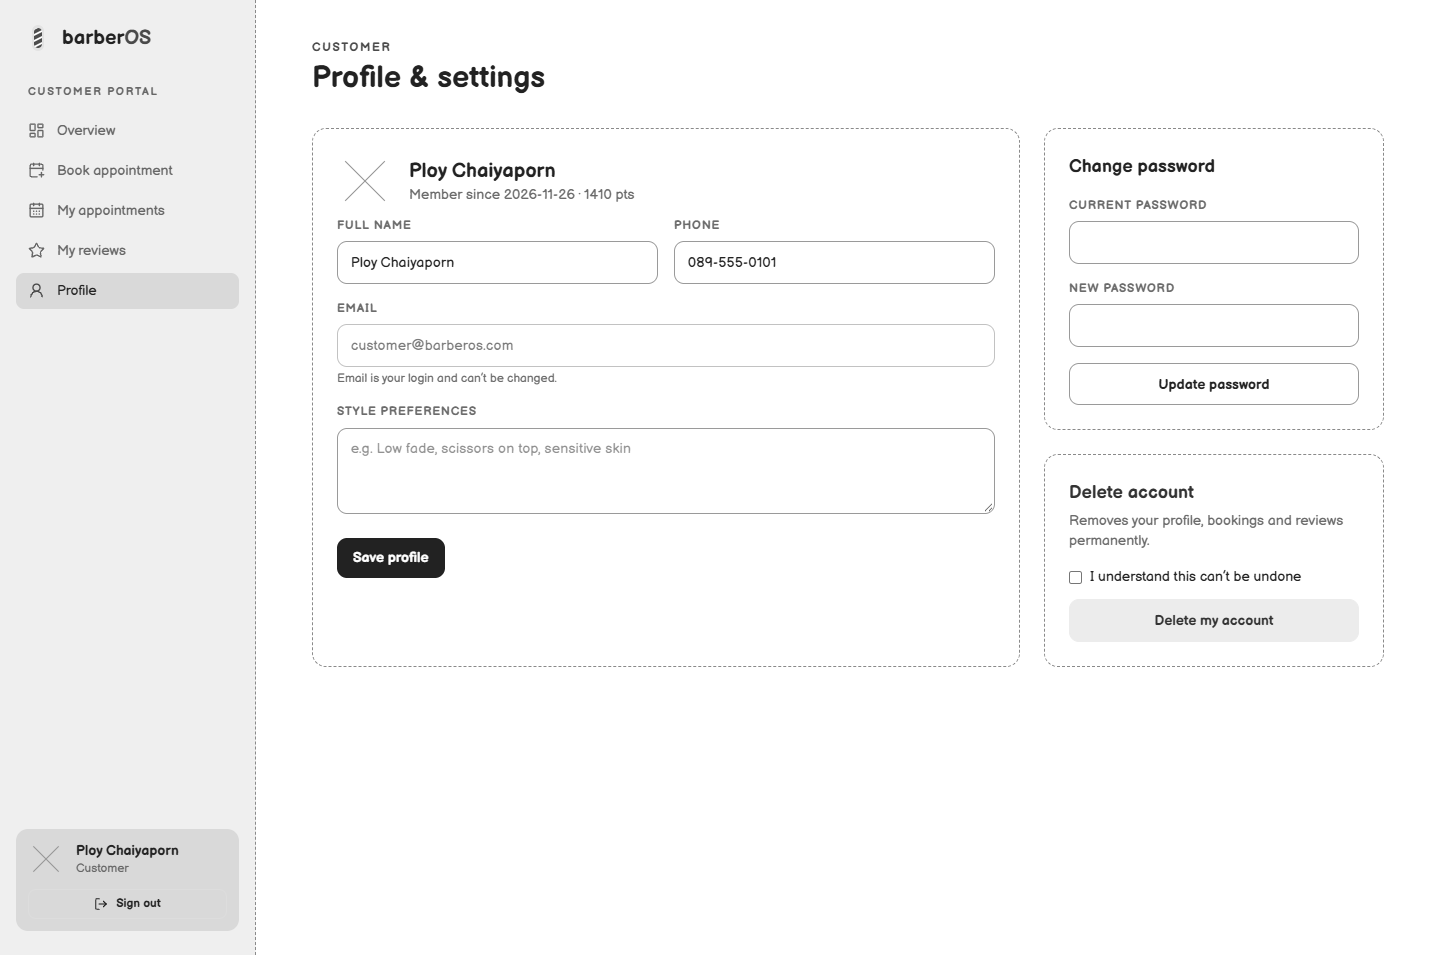 barberOS
CUSTOMER PORTAL
Overview
Book appointment
My appointments
My reviews
Profile
Ploy Chaiyaporn
Customer
Sign out
CUSTOMER
Profile & settings
Ploy Chaiyaporn
Member since 2026-11-26 · 1410 pts
FULL NAME
PHONE
Ploy Chaiyaporn
089-555-0101
EMAIL
customer@barberos.com
Email is your login and can't be changed.
STYLE PREFERENCES
e.g. Low fade, scissors on top, sensitive skin
Save profile
Change password
CURRENT PASSWORD
NEW PASSWORD
Update password
Delete account
Removes your profile, bookings and reviews
permanently.
I understand this can't be undone
Delete my account